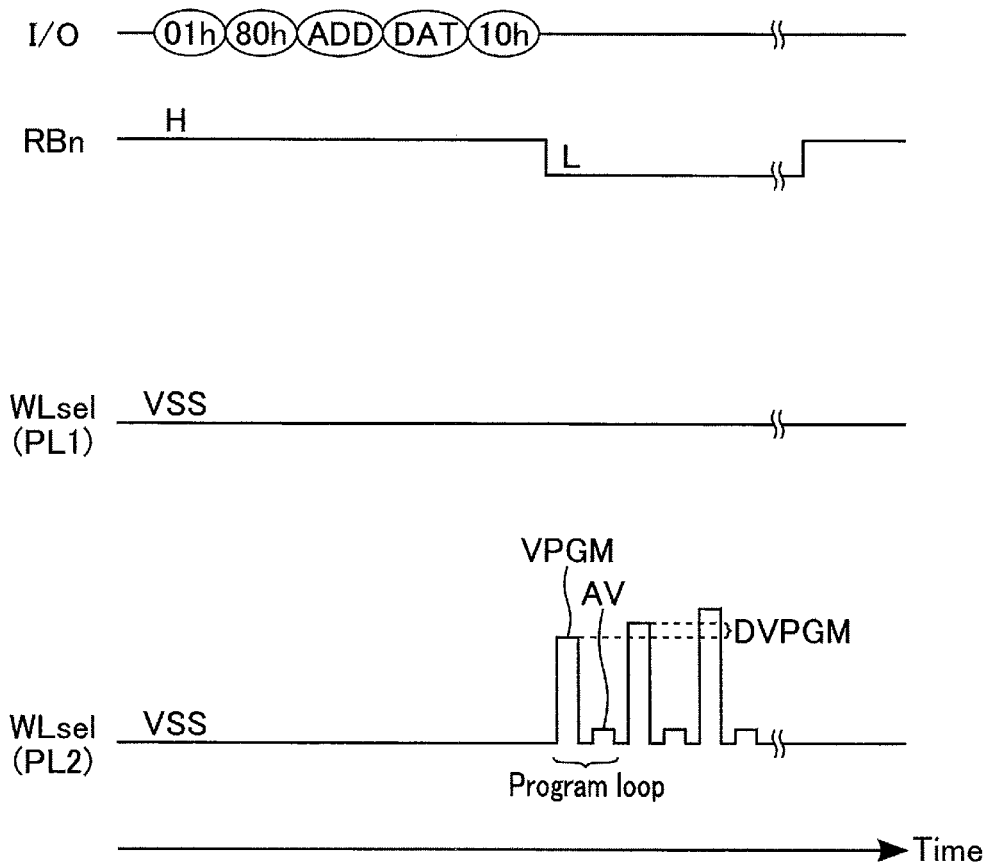 I/O 01h 80h ADD DAT 10h
RBn H L
WLsel (PL1) VSS
VPGM
AV
DVPGM
WLsel (PL2) VSS
Program loop
Time